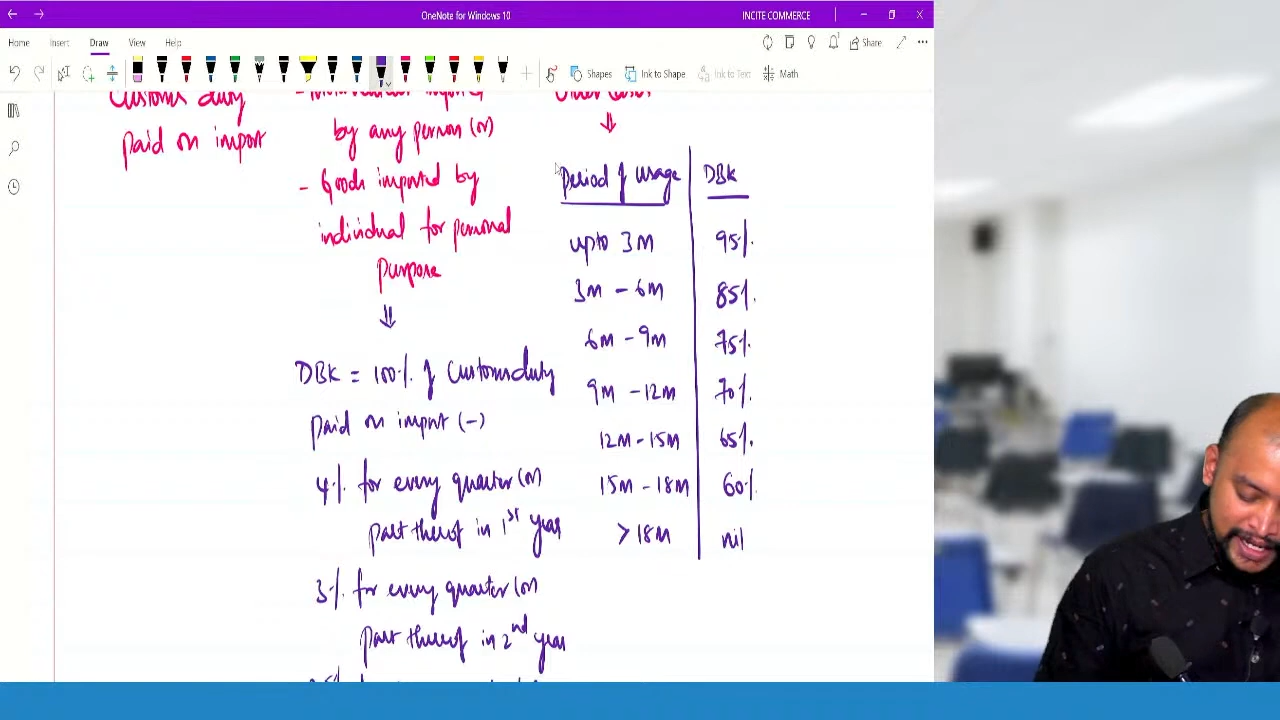 OneNote for Windows 10
INCITE COMMERCE
Home Insert Draw View Help
Share
Shapes Ink to Shape Ink to Text Math
Customs duty
paid on import
by any person (or)
- Goods imported by
individual for personal
purpose
⇓
DBK = 100% of Customs duty
paid on import (-)
4% for every quarter (or)
part thereof in 1st year
3% for every quarter (or)
part thereof in 2nd year
⇓
Period of usage DBK
upto 3M 95%.
3M - 6M 85%.
6M - 9M 75%.
9M - 12M 70%.
12M - 15M 65%.
15M - 18M 60%.
> 18M nil